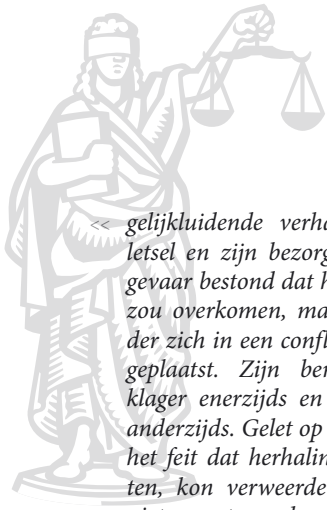 << gelijkluidende verha
letsel en zijn bezorg
gevaar bestond dat h
zou overkomen, ma
der zich in een confl
geplaatst. Zijn ber
klager enerzijds en
anderzijds. Gelet op
het feit dat herhalin
ten, kon verweerde